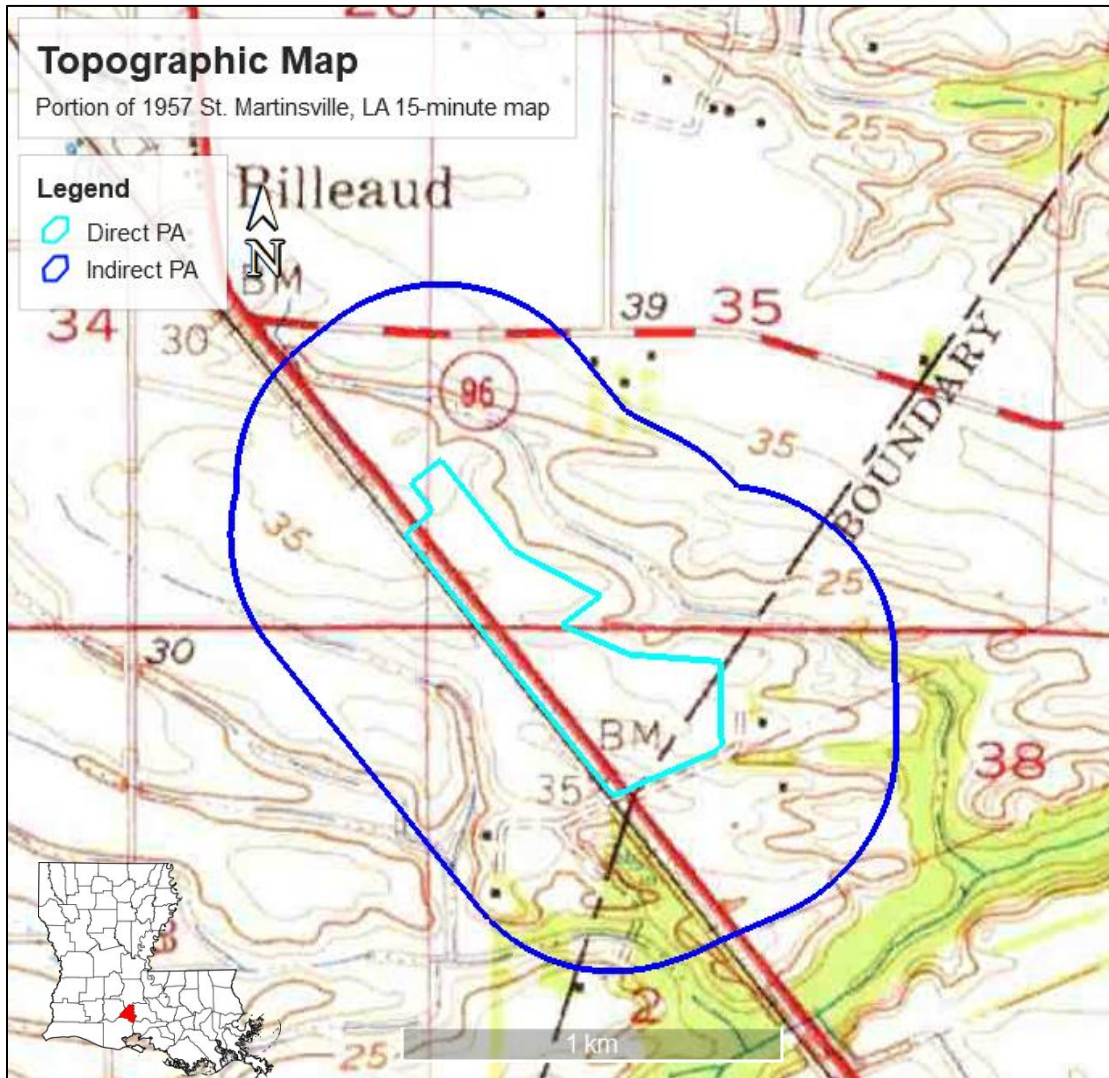 Topographic Map
Portion of 1957 St. Martinsville, LA 15-minute map
25
Legend
Direct PA
Indirect PA
Billeaud
N
BM
34
30
39
35
96
35
BOUNDARY
35
25
30
BM
38
35
2
25
1 km